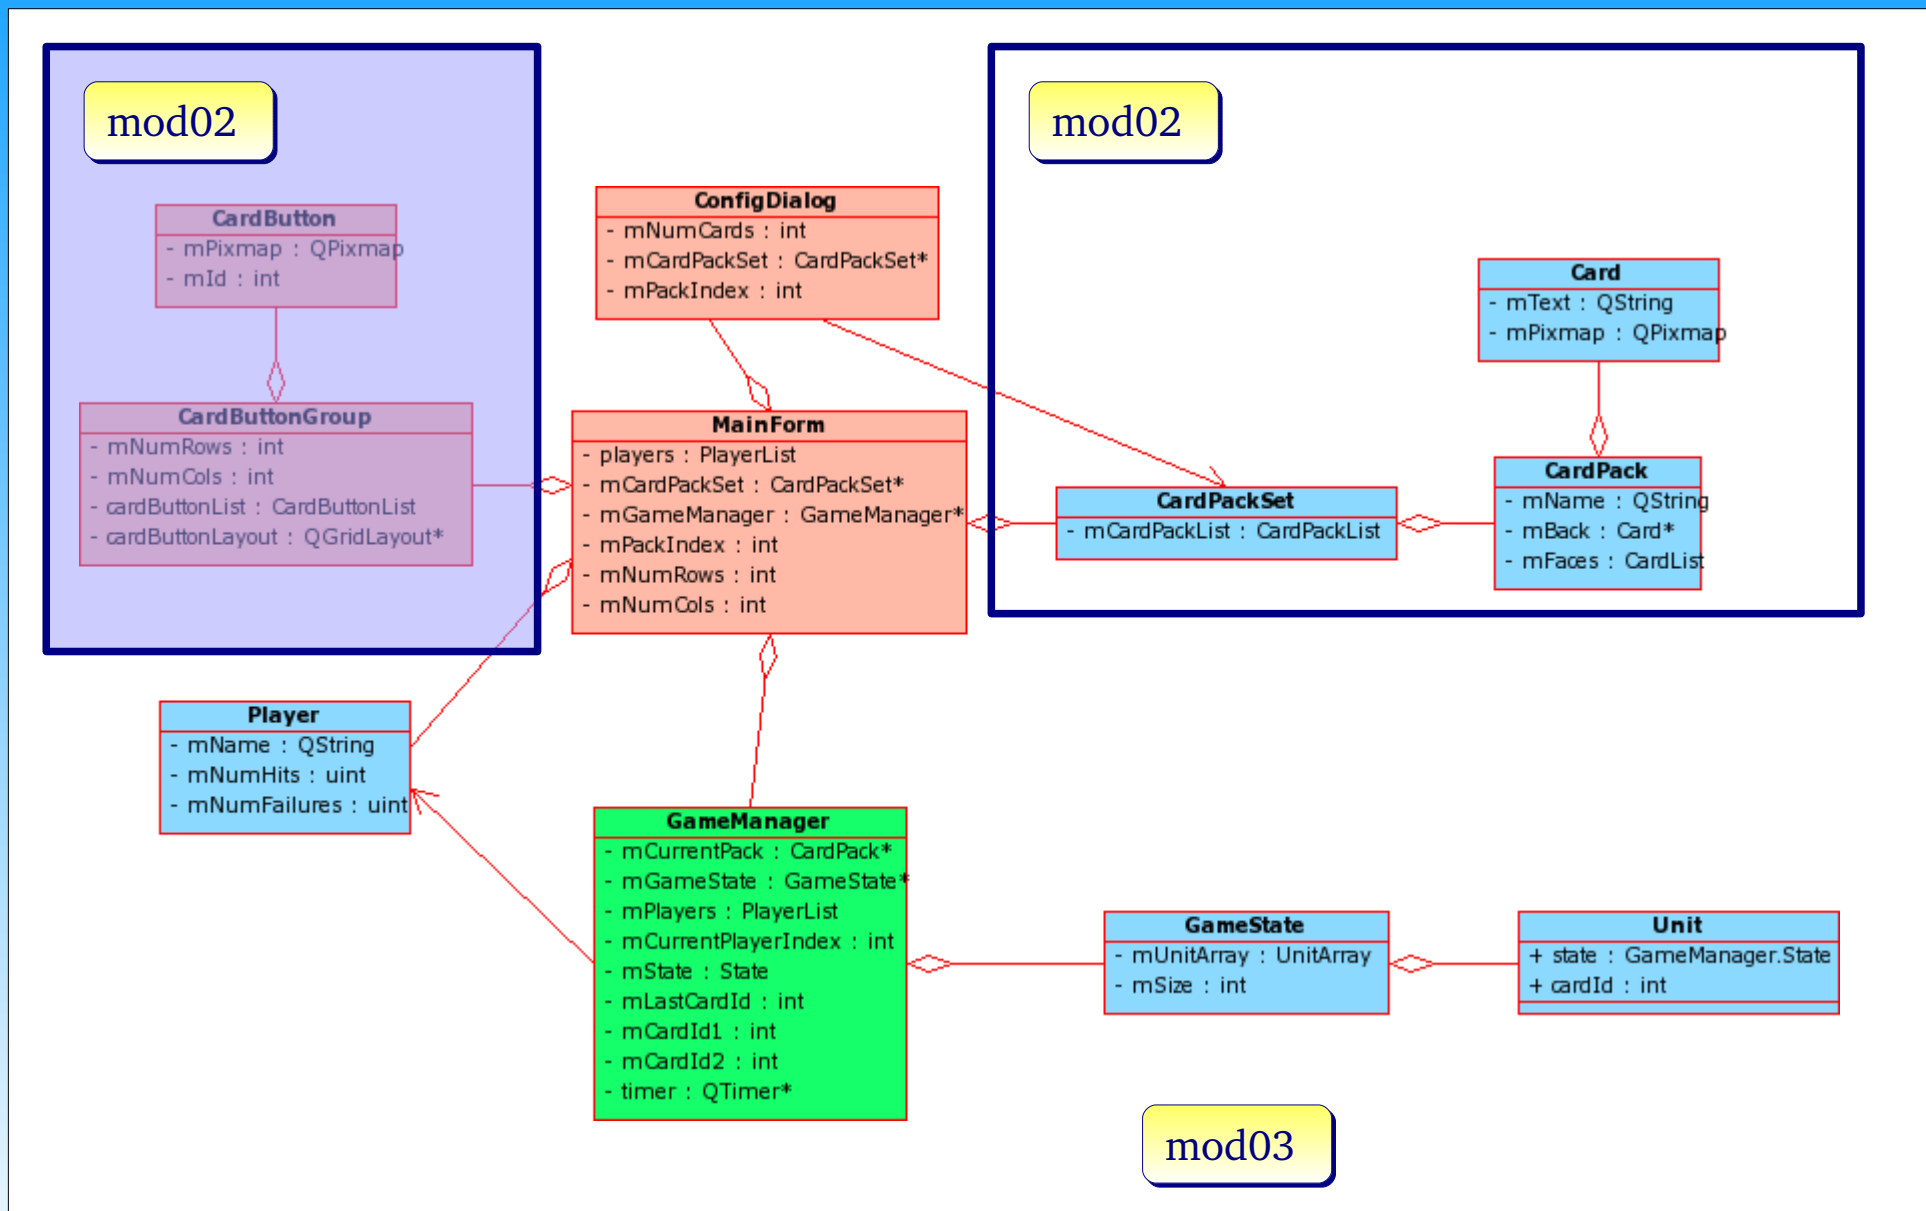 mod02
CardButton
- mPixmap : QPixmap
- mId : int
CardButtonGroup
- mNumRows : int
- mNumCols : int
- cardButtonList : CardButtonList
- cardButtonLayout : QGridLayout*
ConfigDialog
- mNumCards : int
- mCardPackSet : CardPackSet*
- mPackIndex : int
MainForm
- players : PlayerList
- mCardPackSet : CardPackSet*
- mGameManager : GameManager*
- mPackIndex : int
- mNumRows : int
- mNumCols : int
mod02
Card
- mText : QString
- mPixmap : QPixmap
CardPackSet
- mCardPackList : CardPackList
CardPack
- mName : QString
- mBack : Card*
- mFaces : CardList
Player
- mName : QString
- mNumHits : uint
- mNumFailures : uint
GameManager
- mCurrentPack : CardPack*
- mGameState : GameState*
- mPlayers : PlayerList
- mCurrentPlayerIndex : int
- mState : State
- mLastCardId : int
- mCardId1 : int
- mCardId2 : int
- timer : QTimer*
GameState
- mUnitArray : UnitArray
- mSize : int
Unit
+ state : GameManager.State
+ cardId : int
mod03